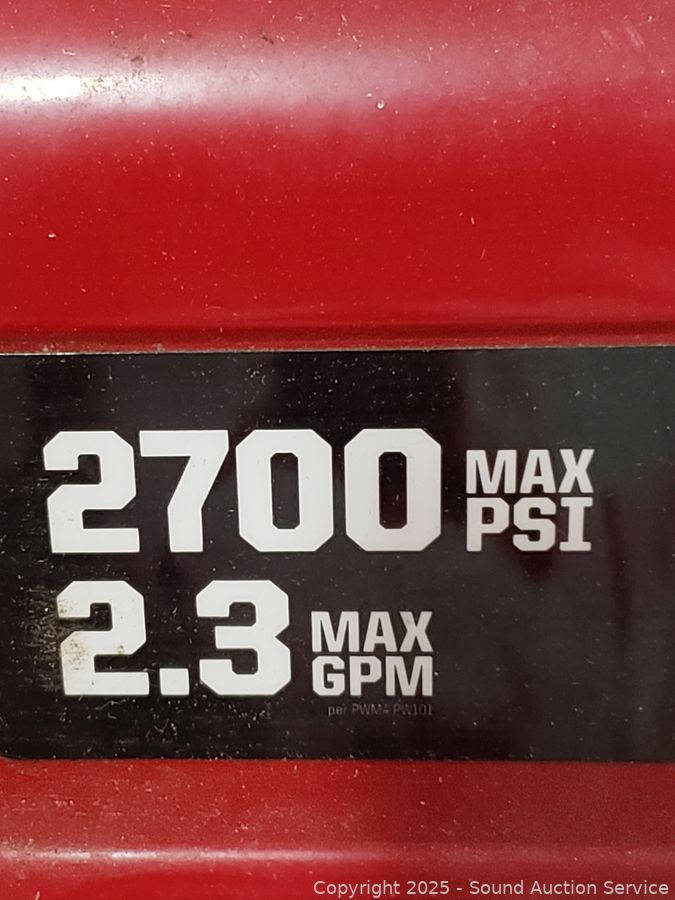 2700 MAX PSI
2.3 MAX GPM
per PWMA PW101
Copyright 2025 - Sound Auction Service